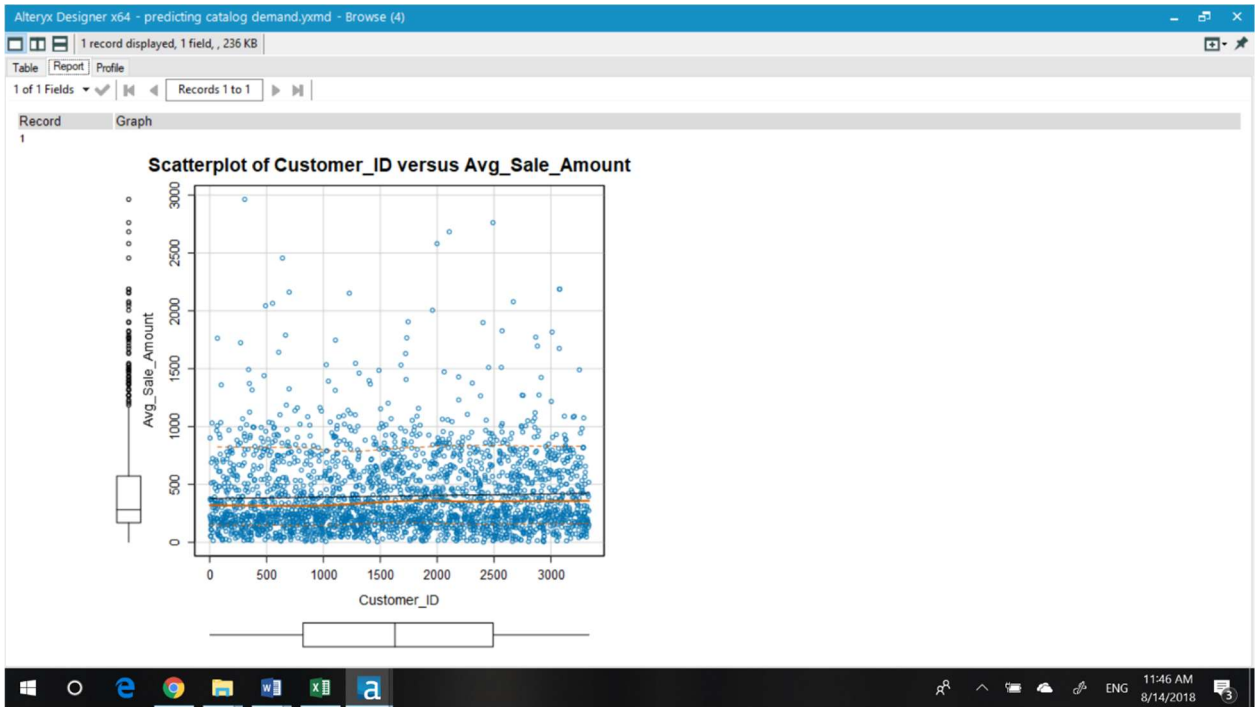 Alteryx Designer x64 - predicting catalog demand.yxmd - Browse (4)
1 record displayed, 1 field, , 236 KB
Table Report Profile
1 of 1 Fields Records 1 to 1
Record Graph
1
Scatterplot of Customer_ID versus Avg_Sale_Amount
3000
2500
2000
1500
1000
500
0
Avg_Sale_Amount
0 500 1000 1500 2000 2500 3000
Customer_ID
ENG
11:46 AM
8/14/2018
3